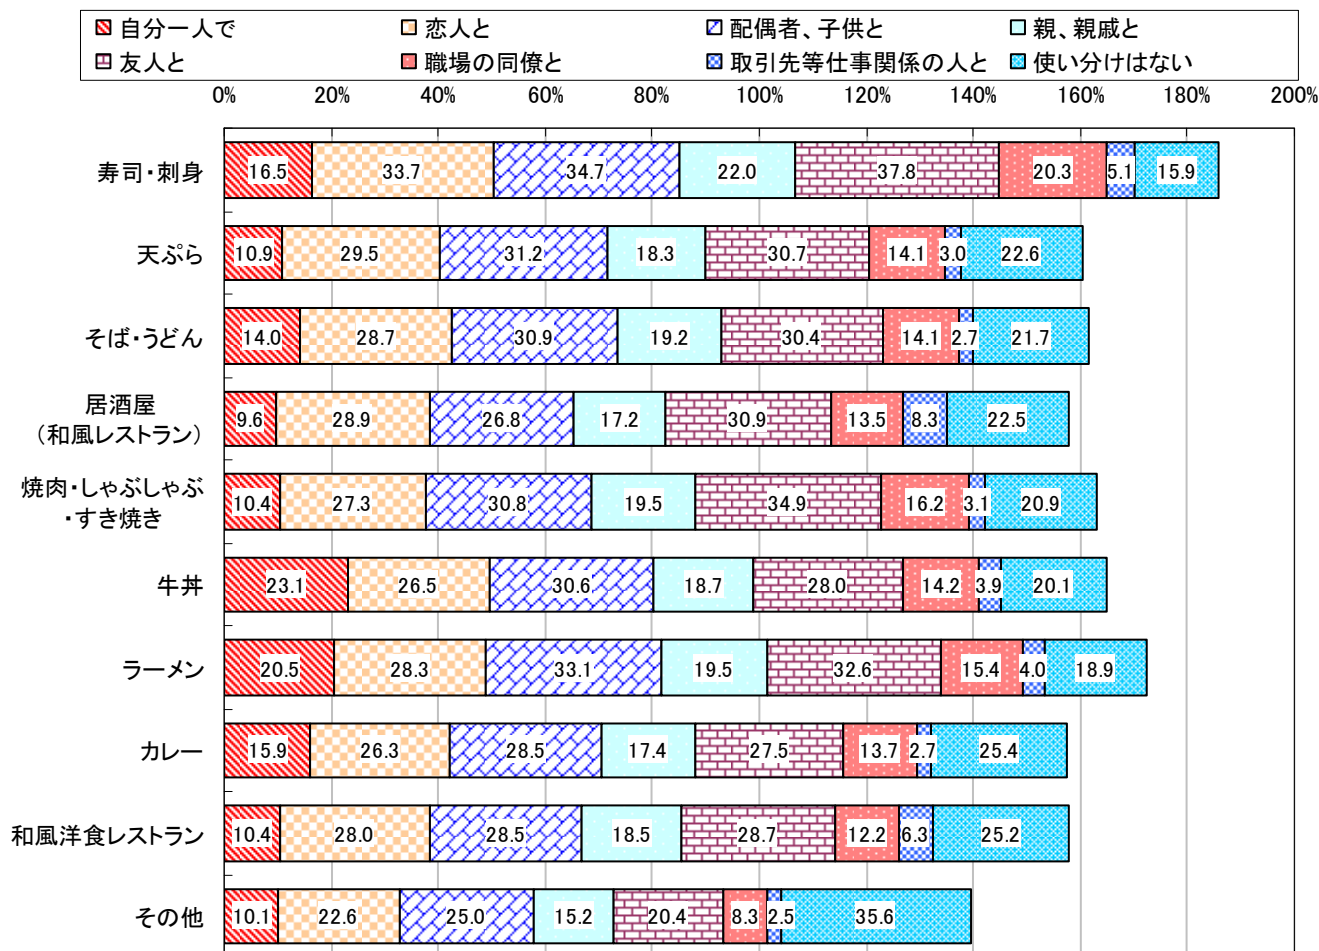 自分一人で 恋人と 配偶者、子供と 親、親戚と
友人と 職場の同僚と 取引先等仕事関係の人と 使い分けはない
0% 20% 40% 60% 80% 100% 120% 140% 160% 180% 200%
寿司・刺身 16.5 33.7 34.7 22.0 37.8 20.3 5.1 15.9
天ぷら 10.9 29.5 31.2 18.3 30.7 14.1 3.0 22.6
そば・うどん 14.0 28.7 30.9 19.2 30.4 14.1 2.7 21.7
居酒屋
（和風レストラン） 9.6 28.9 26.8 17.2 30.9 13.5 8.3 22.5
焼肉・しゃぶしゃぶ
・すき焼き 10.4 27.3 30.8 19.5 34.9 16.2 3.1 20.9
牛丼 23.1 26.5 30.6 18.7 28.0 14.2 3.9 20.1
ラーメン 20.5 28.3 33.1 19.5 32.6 15.4 4.0 18.9
カレー 15.9 26.3 28.5 17.4 27.5 13.7 2.7 25.4
和風洋食レストラン 10.4 28.0 28.5 18.5 28.7 12.2 6.3 25.2
その他 10.1 22.6 25.0 15.2 20.4 8.3 2.5 35.6